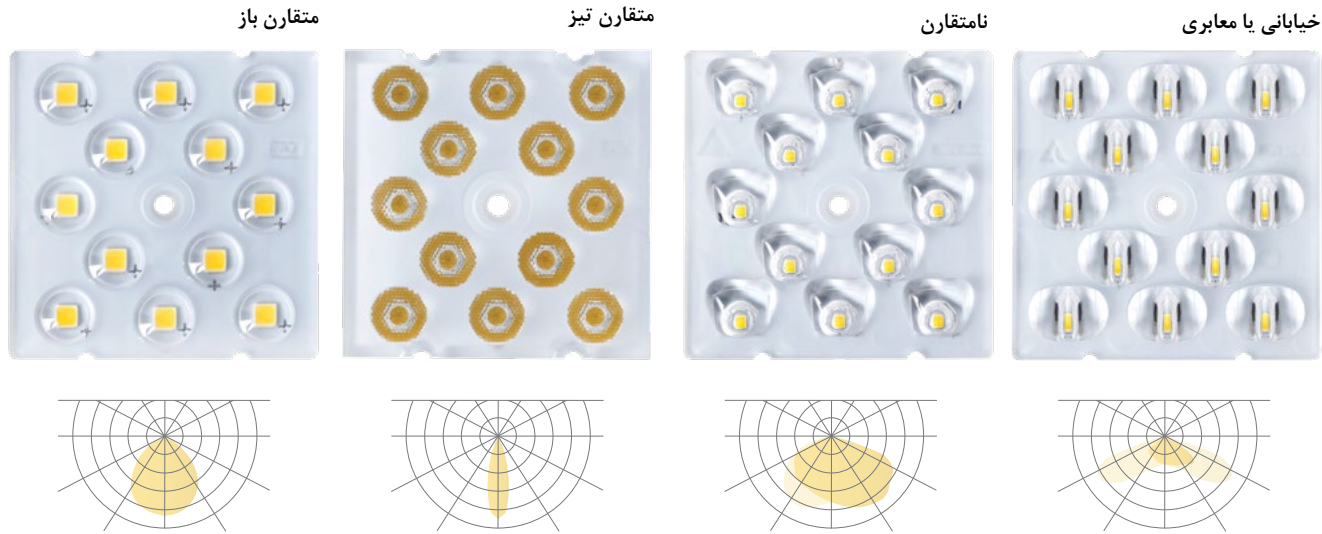 خیابانی یا معابری
نامتقارن
متقارن تیز
متقارن باز